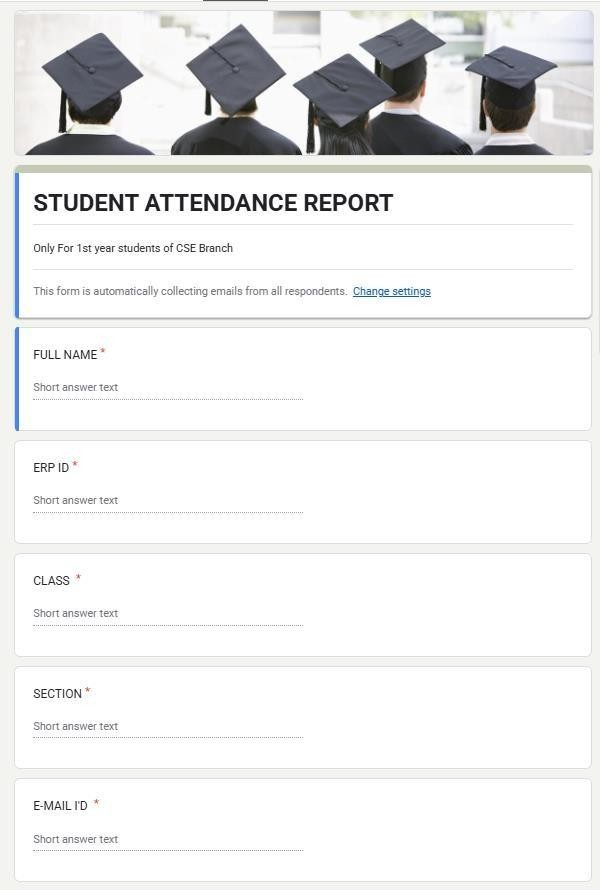 STUDENT ATTENDANCE REPORT
Only For 1st year students of CSE Branch
This form is automatically collecting emails from all respondents. Change settings
FULL NAME *
Short answer text
ERP ID *
Short answer text
CLASS *
Short answer text
SECTION *
Short answer text
E-MAIL I'D *
Short answer text